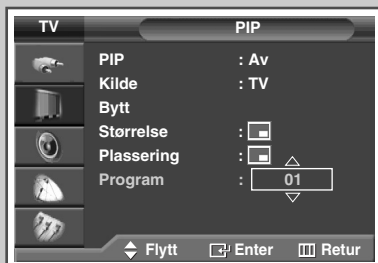 TV PIP
PIP : Av
Kilde : TV
Bytt
Størrelse :
Plassering :
Program : 01
Flytt Enter Retur